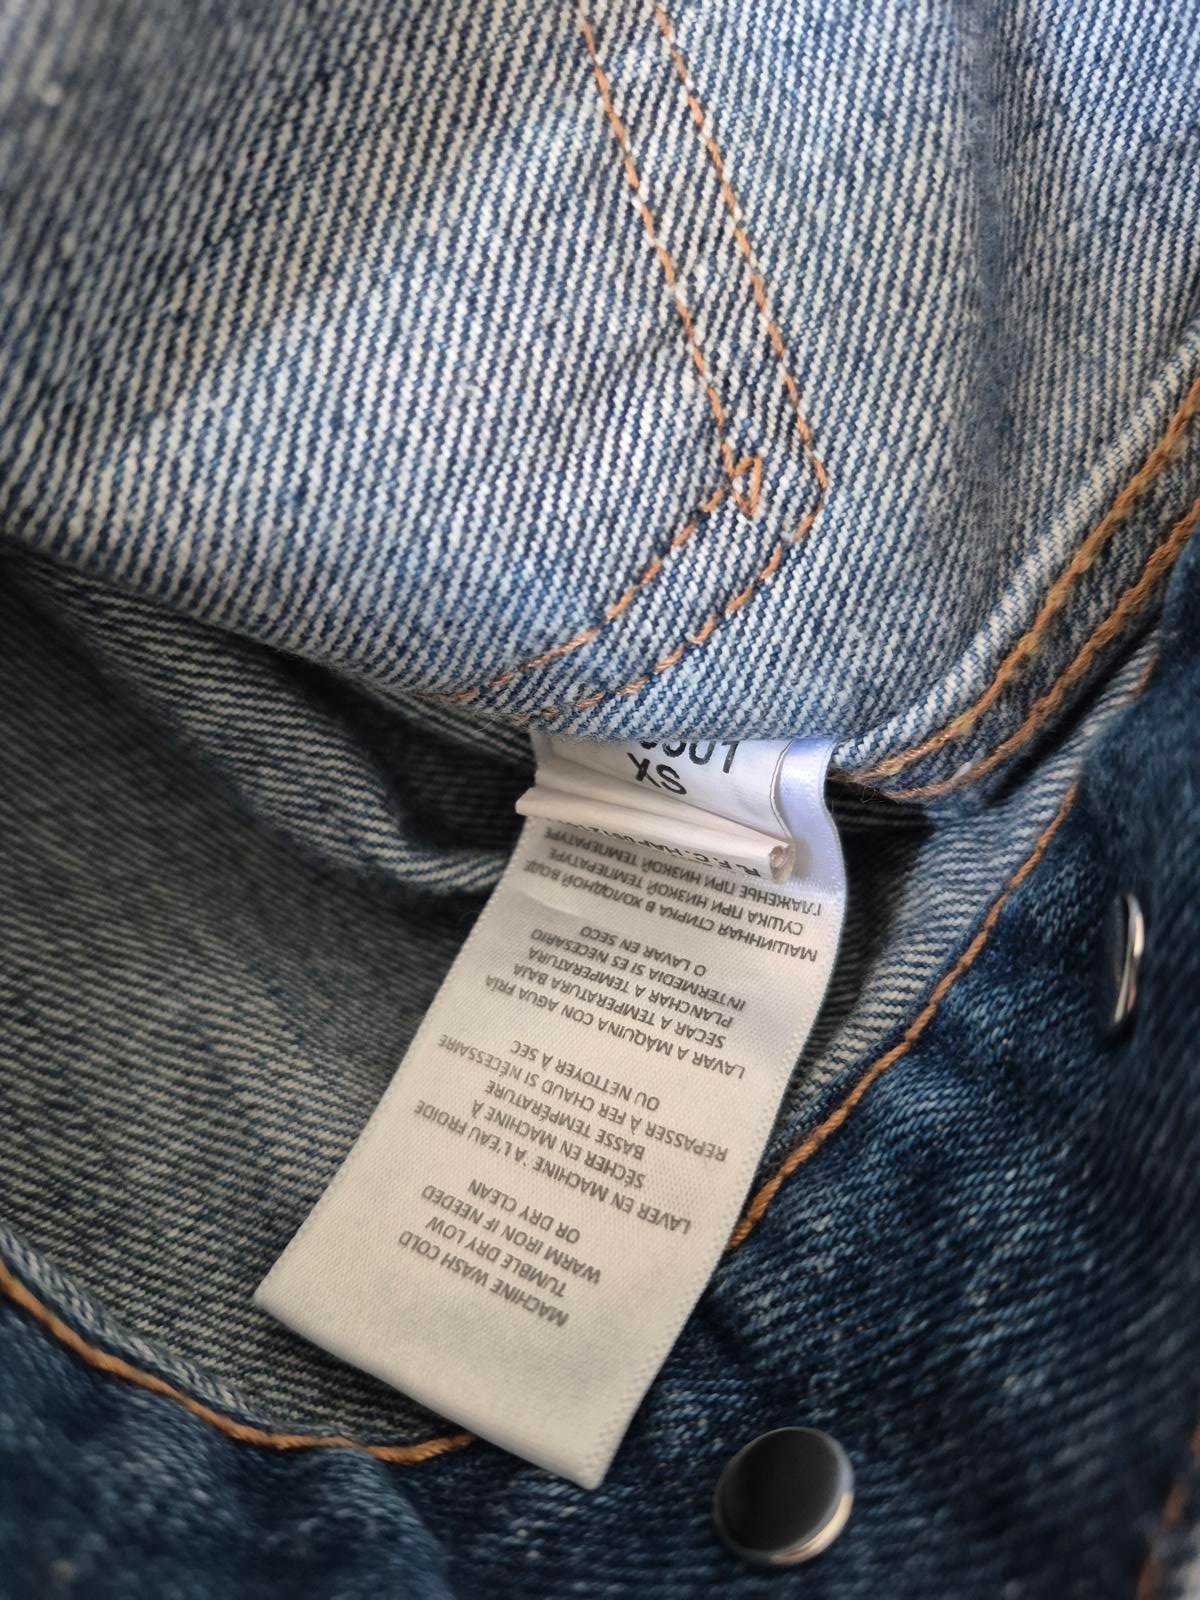 MACHINE WASH COLD
TUMBLE DRY LOW
WARM IRON IF NEEDED
OR DRY CLEAN
LAVER EN MACHINE À L'EAU FROIDE
SÉCHER EN MACHINE À
BASSE TEMPÉRATURE
REPASSER À FER CHAUD SI NÉCESSAIRE
OU NETTOYER À SEC
LAVAR A MÁQUINA CON AGUA FRÍA
SECAR A TEMPERATURA BAJA
PLANCHAR A TEMPERATURA
INTERMEDIA SI ES NECESARIO
O LAVAR EN SECO
МАШИННАЯ СТИРКА В ХОЛОДНОЙ ВОДЕ
СУШКА ПРИ НИЗКОЙ ТЕМПЕРАТУРЕ
ГЛАЖЕНЬЕ ПРИ НИЗКОЙ ТЕМПЕРАТУРЕ
SX